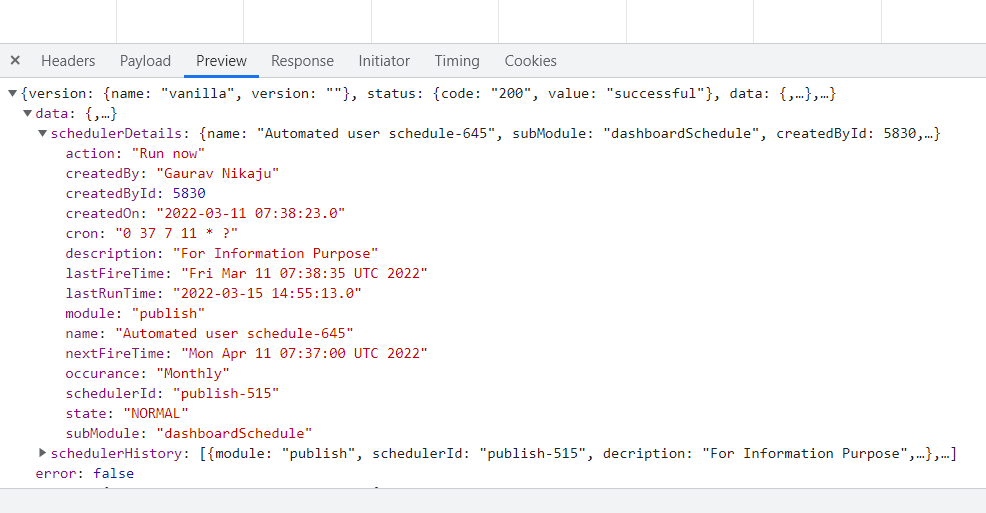 × Headers Payload Preview Response Initiator Timing Cookies
▼{version: {name: "vanilla", version: ""}, status: {code: "200", value: "successful"}, data: {,…},…}
▼data: {,…}
▼schedulerDetails: {name: "Automated user schedule-645", subModule: "dashboardSchedule", createdById: 5830,…}
action: "Run now"
createdBy: "Gaurav Nikaju"
createdById: 5830
createdOn: "2022-03-11 07:38:23.0"
cron: "0 37 7 11 * ?"
description: "For Information Purpose"
lastFireTime: "Fri Mar 11 07:38:35 UTC 2022"
lastRunTime: "2022-03-15 14:55:13.0"
module: "publish"
name: "Automated user schedule-645"
nextFireTime: "Mon Apr 11 07:37:00 UTC 2022"
occurance: "Monthly"
schedulerId: "publish-515"
state: "NORMAL"
subModule: "dashboardSchedule"
▶schedulerHistory: [{module: "publish", schedulerId: "publish-515", decription: "For Information Purpose",…},…]
error: false